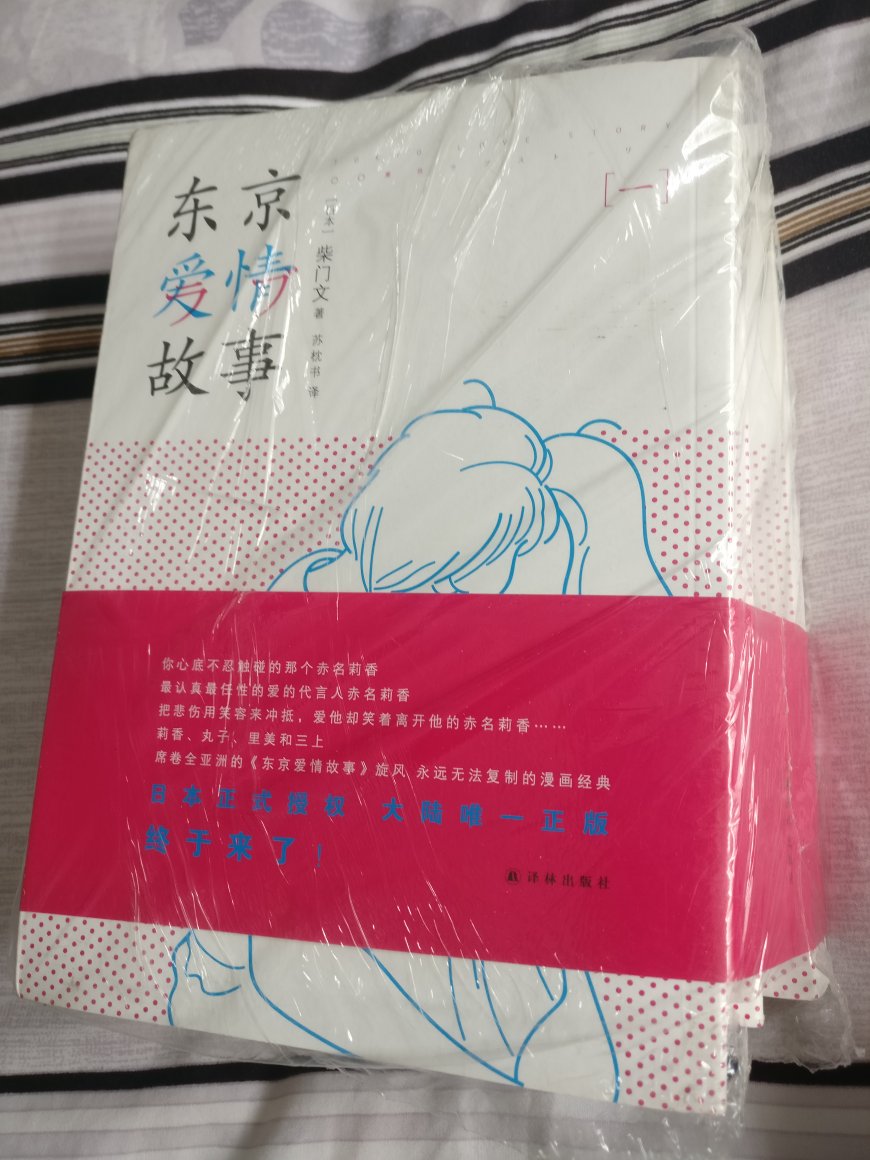 TOKYO LOVE STORY
[一]
东京
爱情
故事
[日本]柴门文 著
苏枕书 译
你心底不忍触碰的那个赤名莉香
最认真最任性的爱的代言人赤名莉香
把悲伤用笑容来冲抵，爱他却笑着离开他的赤名莉香……
莉香、丸子、里美和三上
席卷全亚洲的《东京爱情故事》旋风 永远无法复制的漫画经典
日本正式授权 大陆唯一正版
终于来了！
译林出版社